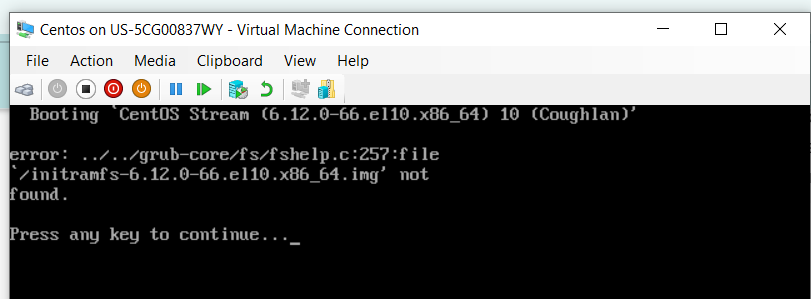 Centos on US-5CG00837WY - Virtual Machine Connection
File Action Media Clipboard View Help
Booting `CentOS Stream (6.12.0-66.el10.x86_64) 10 (Coughlan)'
error: ../../grub-core/fs/fshelp.c:257:file
`/initramfs-6.12.0-66.el10.x86_64.img' not
found.
Press any key to continue..._